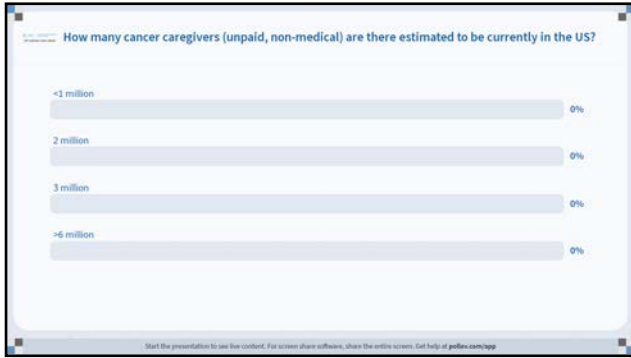 How many cancer caregivers (unpaid, non-medical) are there estimated to be currently in the US?
<1 million
0%
2 million
0%
3 million
0%
>6 million
0%
Start the presentation to see live content. For screen share software, share the entire screen. Get help at pollev.com/app